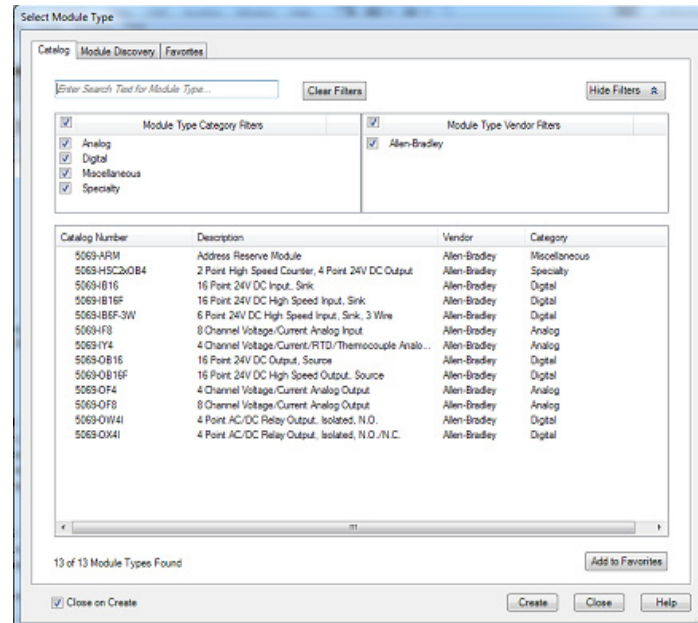 Select Module Type
Catalog Module Discovery Favorites
Enter Search Text for Module Type... Clear Filters Hide Filters
Module Type Category Filters Module Type Vendor Filters
Analog Allen-Bradley
Digital
Miscellaneous
Specialty
Catalog Number Description Vendor Category
5069-ARM Address Reserve Module Allen-Bradley Miscellaneous
5069-HSC2xOB4 2 Point High Speed Counter, 4 Point 24V DC Output Allen-Bradley Specialty
5069-IB16 16 Point 24V DC Input, Sink Allen-Bradley Digital
5069-IB16F 16 Point 24V DC High Speed Input, Sink Allen-Bradley Digital
5069-IB6F-3W 6 Point 24V DC High Speed Input, Sink, 3 Wire Allen-Bradley Digital
5069-IF8 8 Channel Voltage/Current Analog Input Allen-Bradley Analog
5069-IY4 4 Channel Voltage/Current/RTD/Thermocouple Analo... Allen-Bradley Analog
5069-OB16 16 Point 24V DC Output, Source Allen-Bradley Digital
5069-OB16F 16 Point 24V DC High Speed Output, Source Allen-Bradley Digital
5069-OF4 4 Channel Voltage/Current Analog Output Allen-Bradley Analog
5069-OF8 8 Channel Voltage/Current Analog Output Allen-Bradley Analog
5069-OW4I 4 Point AC/DC Relay Output, Isolated, N.O. Allen-Bradley Digital
5069-OX4I 4 Point AC/DC Relay Output, Isolated, N.O./N.C. Allen-Bradley Digital
13 of 13 Module Types Found Add to Favorites
Close on Create Create Close Help